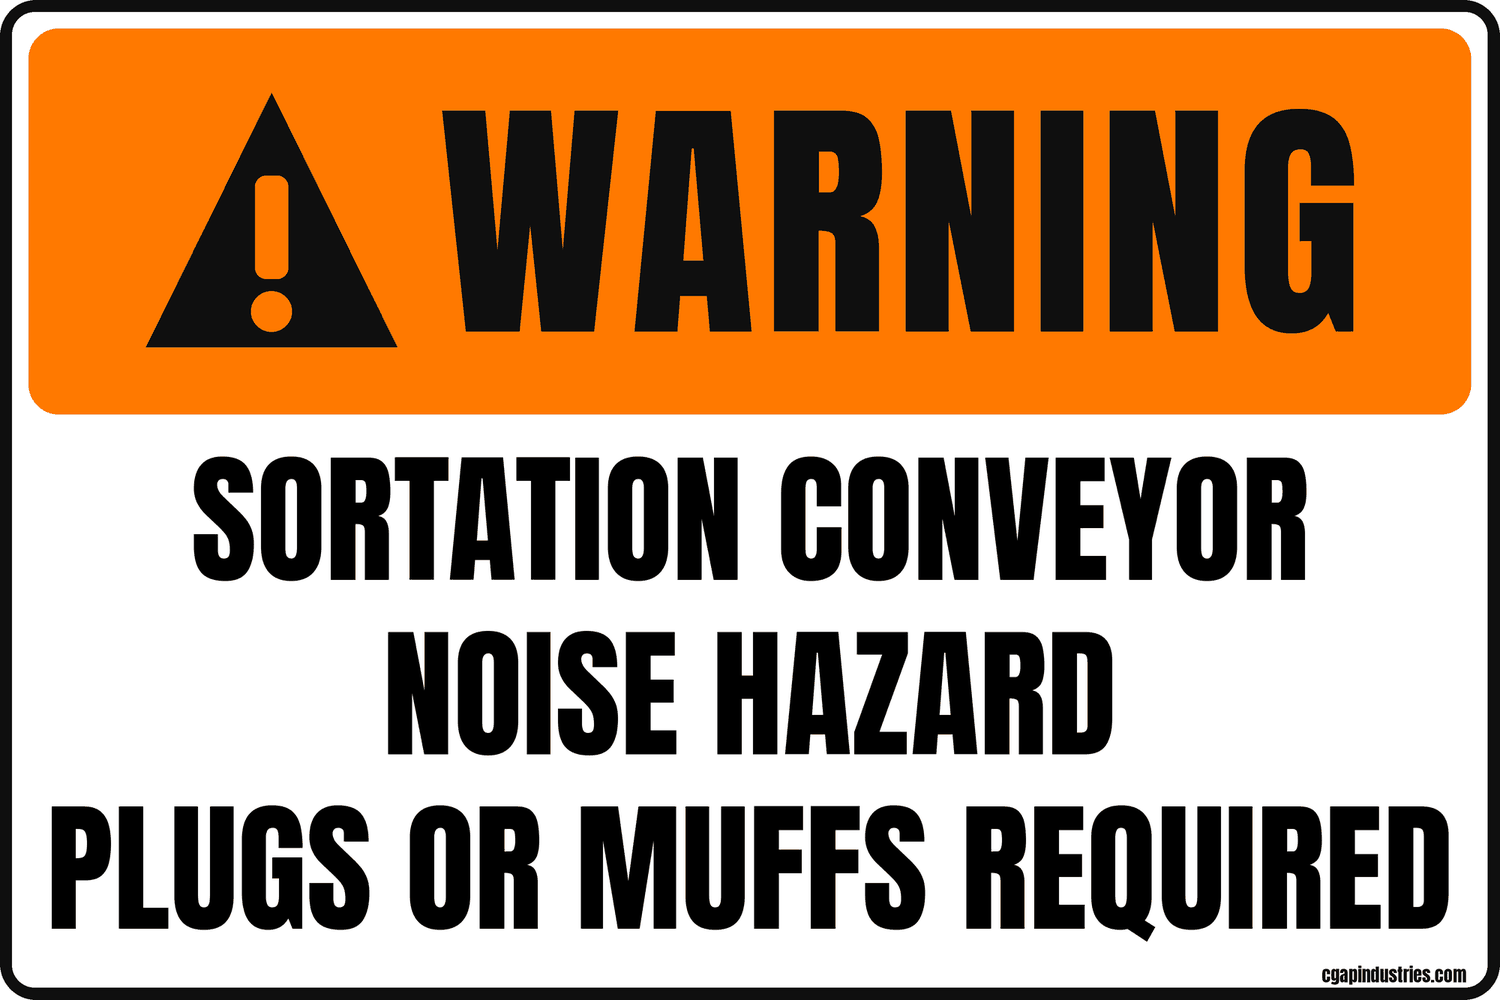 WARNING
SORTATION CONVEYOR
NOISE HAZARD
PLUGS OR MUFFS REQUIRED
cgapindustries.com